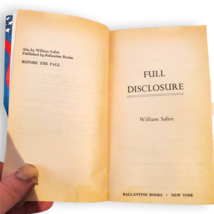 Also by William Safire
Published by Ballantine Books:
BEFORE THE FALL
FULL
DISCLOSURE
William Safire
BALLANTINE BOOKS • NEW YORK